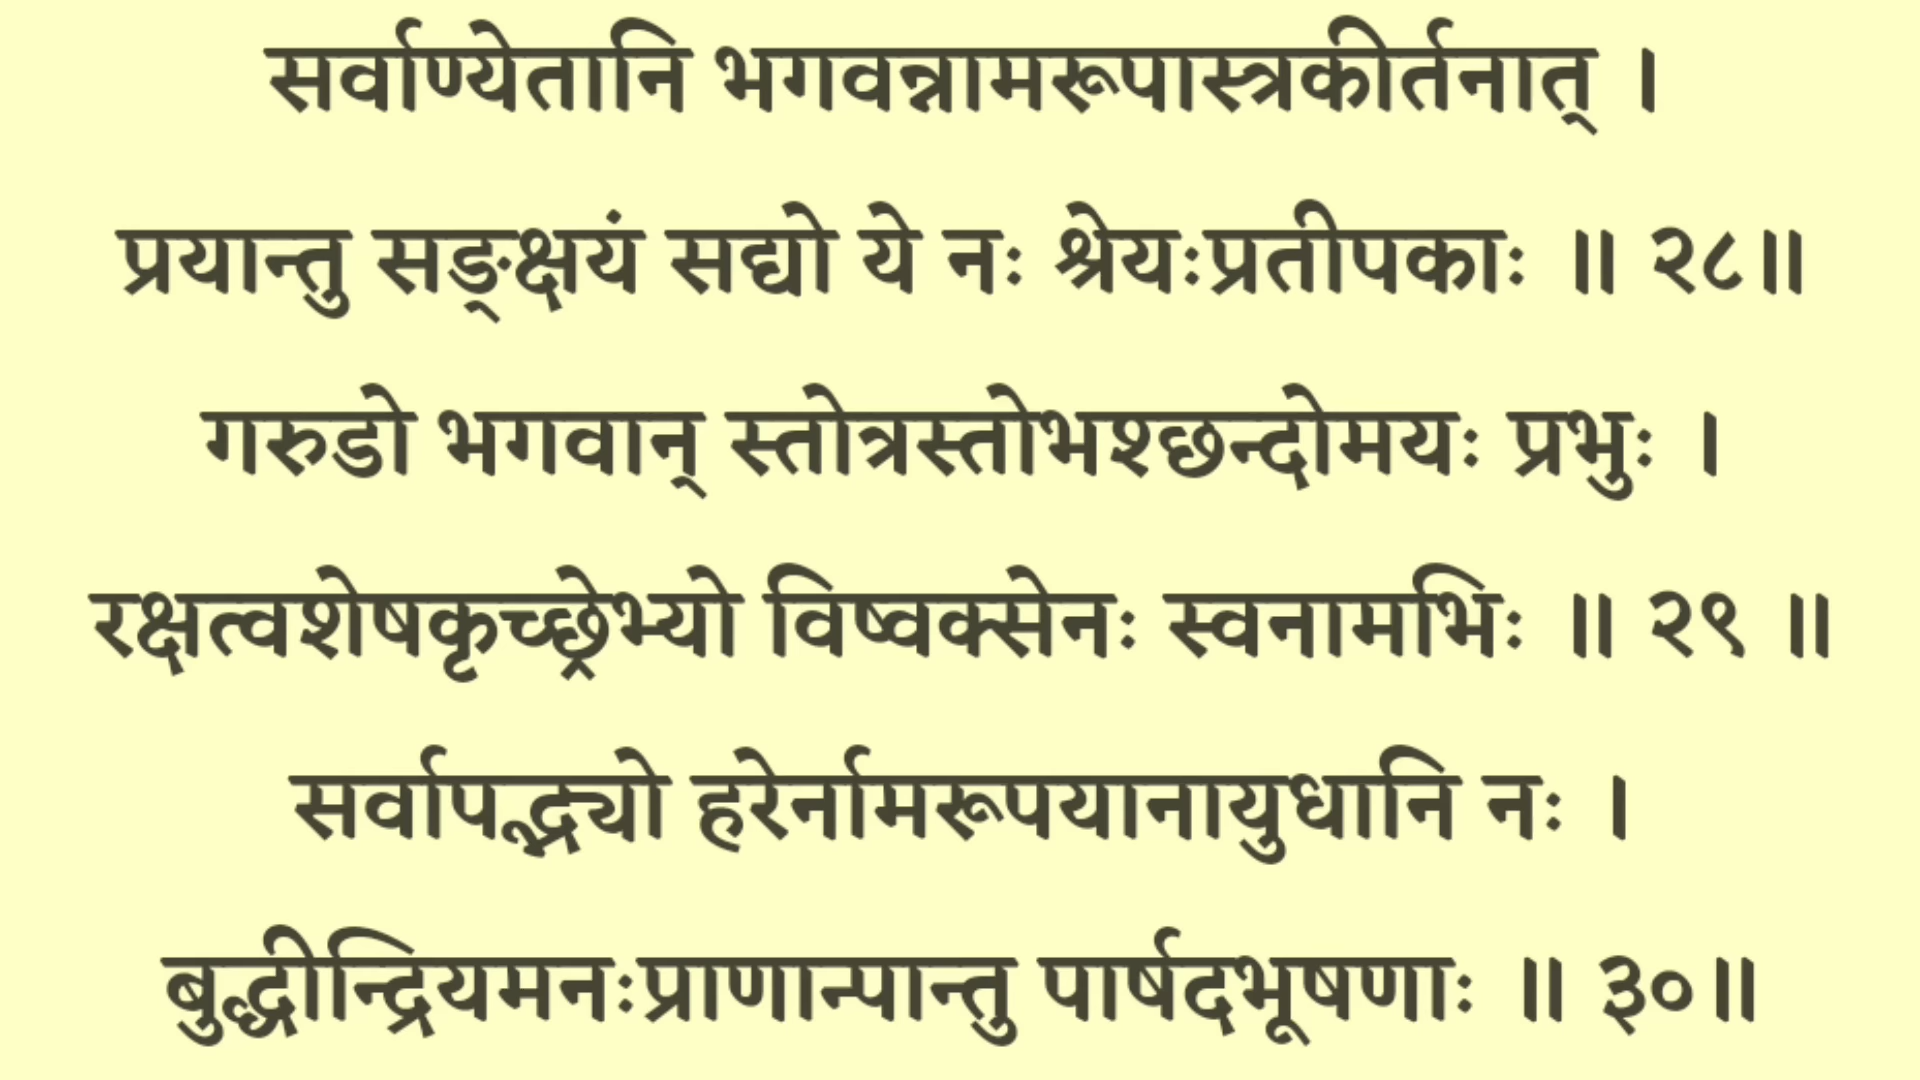 सर्वाण्येतानि भगवन्नामरूपास्त्रकीर्तनात् ।
प्रयान्तु सङ्क्षयं सद्यो ये नः श्रेयःप्रतीपकाः ॥ २८॥
गरुडो भगवान् स्तोत्रस्तोभश्छन्दोमयः प्रभुः ।
रक्षत्वशेषकृच्छ्रेभ्यो विष्वक्सेनः स्वनामभिः ॥ २९ ॥
सर्वापद्भ्यो हरेर्नामरूपयानायुधानि नः ।
बुद्धीन्द्रियमनःप्राणान्पान्तु पार्षदभूषणाः ॥ ३०॥